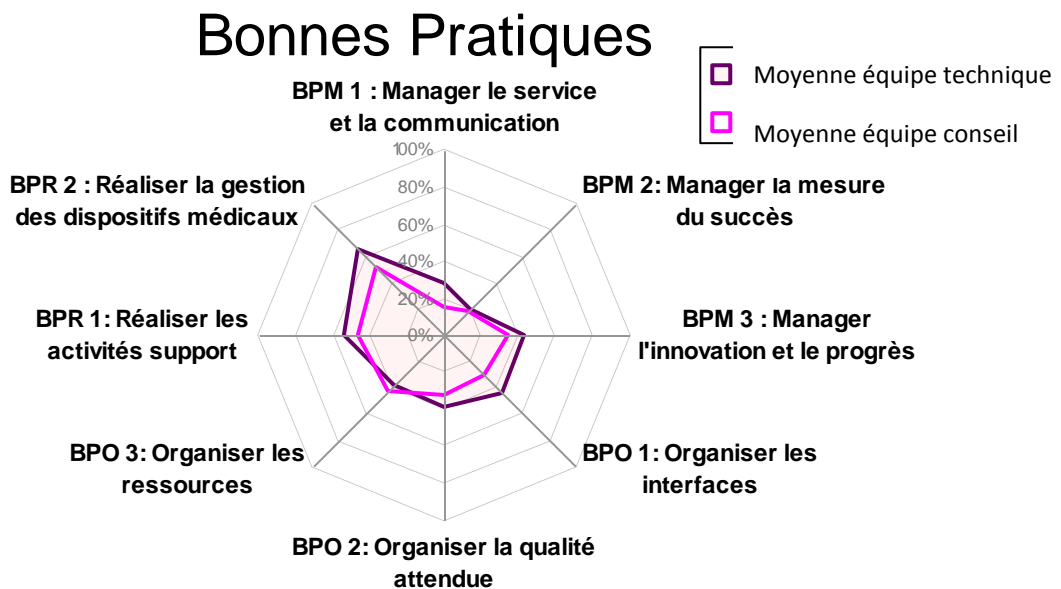 Bonnes Pratiques
Moyenne équipe technique
Moyenne équipe conseil
BPM 1 : Manager le service
et la communication
BPR 2 : Réaliser la gestion
des dispositifs médicaux
BPM 2: Manager la mesure
du succès
100%
80%
60%
40%
20%
0%
BPR 1: Réaliser les
activités support
BPM 3 : Manager
l'innovation et le progrès
BPO 3: Organiser les
ressources
BPO 1: Organiser les
interfaces
BPO 2: Organiser la qualité
attendue